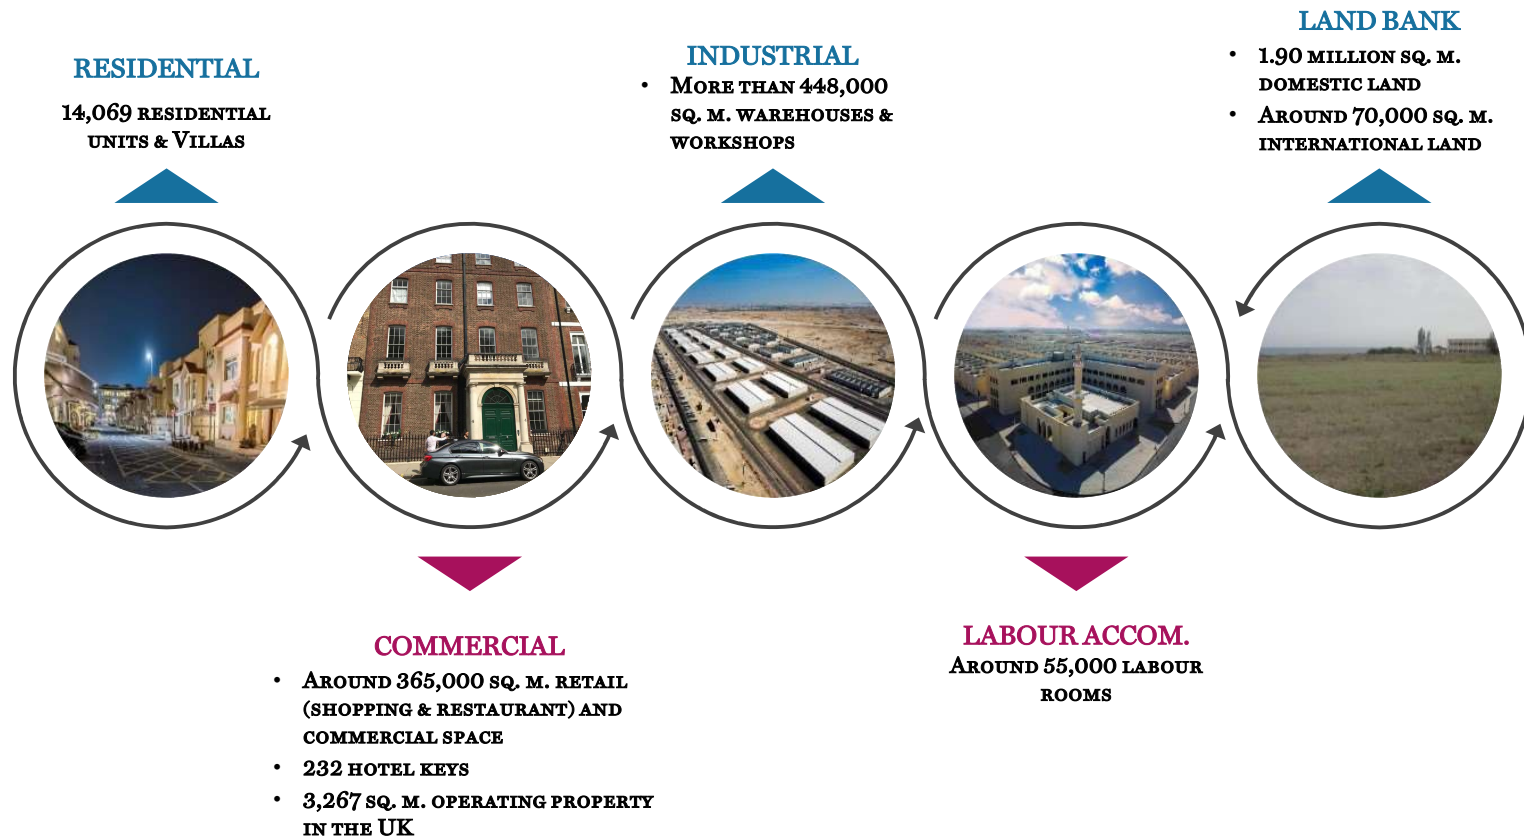 RESIDENTIAL
14,069 RESIDENTIAL
UNITS & VILLAS
COMMERCIAL
• AROUND 365,000 SQ. M. RETAIL
(SHOPPING & RESTAURANT) AND
COMMERCIAL SPACE
• 232 HOTEL KEYS
• 3,267 SQ. M. OPERATING PROPERTY
IN THE UK
INDUSTRIAL
• MORE THAN 448,000
SQ. M. WAREHOUSES &
WORKSHOPS
LABOUR ACCOM.
AROUND 55,000 LABOUR
ROOMS
LAND BANK
• 1.90 MILLION SQ. M.
DOMESTIC LAND
• AROUND 70,000 SQ. M.
INTERNATIONAL LAND